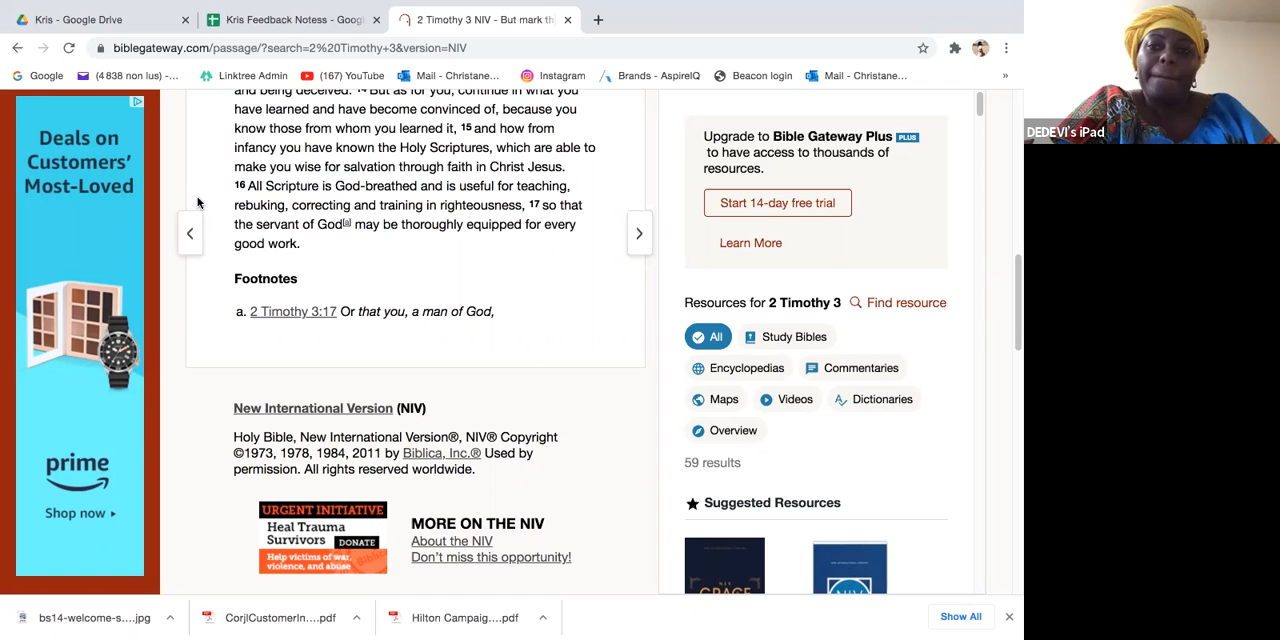 Kris - Google Drive
Kris Feedback Notess - Goog
2 Timothy 3 NIV - But mark th
biblegateway.com/passage/?search=2%20Timothy+3&version=NIV
Google
(4 838 non lus) -...
Linktree Admin
(167) YouTube
Mail - Christane...
Instagram
Brands - AspireIQ
Beacon login
Mail - Christane...
»
Deals on
Customers'
Most-Loved
prime
Shop now
and being deceived. 14 But as for you, continue in what you
have learned and have become convinced of, because you
know those from whom you learned it, 15 and how from
infancy you have known the Holy Scriptures, which are able to
make you wise for salvation through faith in Christ Jesus.
16 All Scripture is God-breathed and is useful for teaching,
rebuking, correcting and training in righteousness, 17 so that
the servant of God[a] may be thoroughly equipped for every
good work.
Footnotes
a. 2 Timothy 3:17 Or that you, a man of God,
New International Version (NIV)
Holy Bible, New International Version®, NIV® Copyright
©1973, 1978, 1984, 2011 by Biblica, Inc.® Used by
permission. All rights reserved worldwide.
URGENT INITIATIVE
Heal Trauma
Survivors DONATE
Help victims of war,
violence, and abuse
MORE ON THE NIV
About the NIV
Don't miss this opportunity!
Upgrade to Bible Gateway Plus PLUS
to have access to thousands of
resources.
Start 14-day free trial
Learn More
Resources for 2 Timothy 3 Find resource
All Study Bibles
Encyclopedias Commentaries
Maps Videos Dictionaries
Overview
59 results
Suggested Resources
NIV
bs14-welcome-s....jpg
CorjlCustomerIn....pdf
Hilton Campaig....pdf
Show All
DEDEVI's iPad